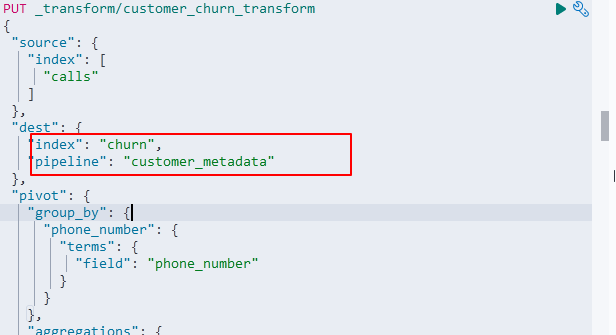 PUT _transform/customer_churn_transform
{
"source": {
"index": [
"calls"
]
},
"dest": {
"index": "churn",
"pipeline": "customer_metadata"
},
"pivot": {
"group_by": {
"phone_number": {
"terms": {
"field": "phone_number"
}
}
},
"aggregations": {